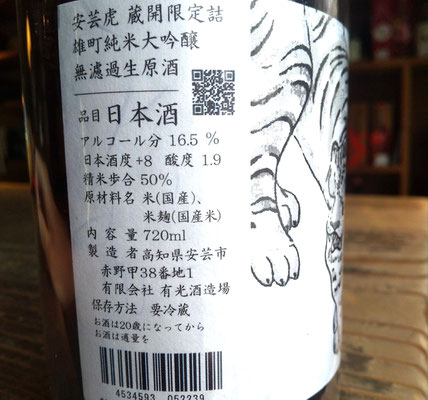 安芸虎 蔵開限定詰
雄町純米大吟醸
無濾過生原酒
品目 日本酒
アルコール分 16.5 %
日本酒度+8 酸度 1.9
精米歩合 50%
原材料名 米(国産)、
米麹(国産米)
内容量 720ml
製造者 高知県安芸市
赤野甲38番地1
有限会社 有光酒造場
保存方法 要冷蔵
お酒は20歳になってから
お酒は適量を
4534593 052239